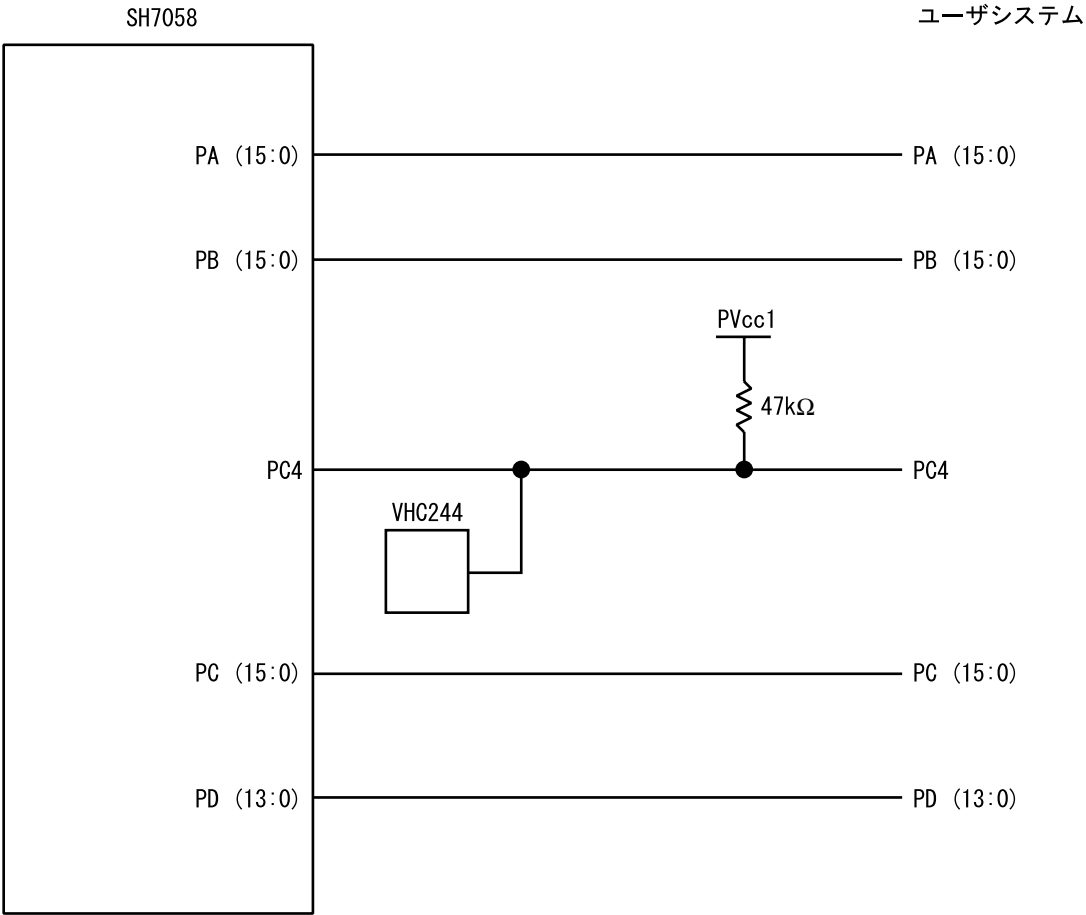 SH7058 ユーザシステム
PA (15:0) PA (15:0)
PB (15:0) PB (15:0)
PVcc1
47kΩ
PC4 PC4
VHC244
PC (15:0) PC (15:0)
PD (13:0) PD (13:0)